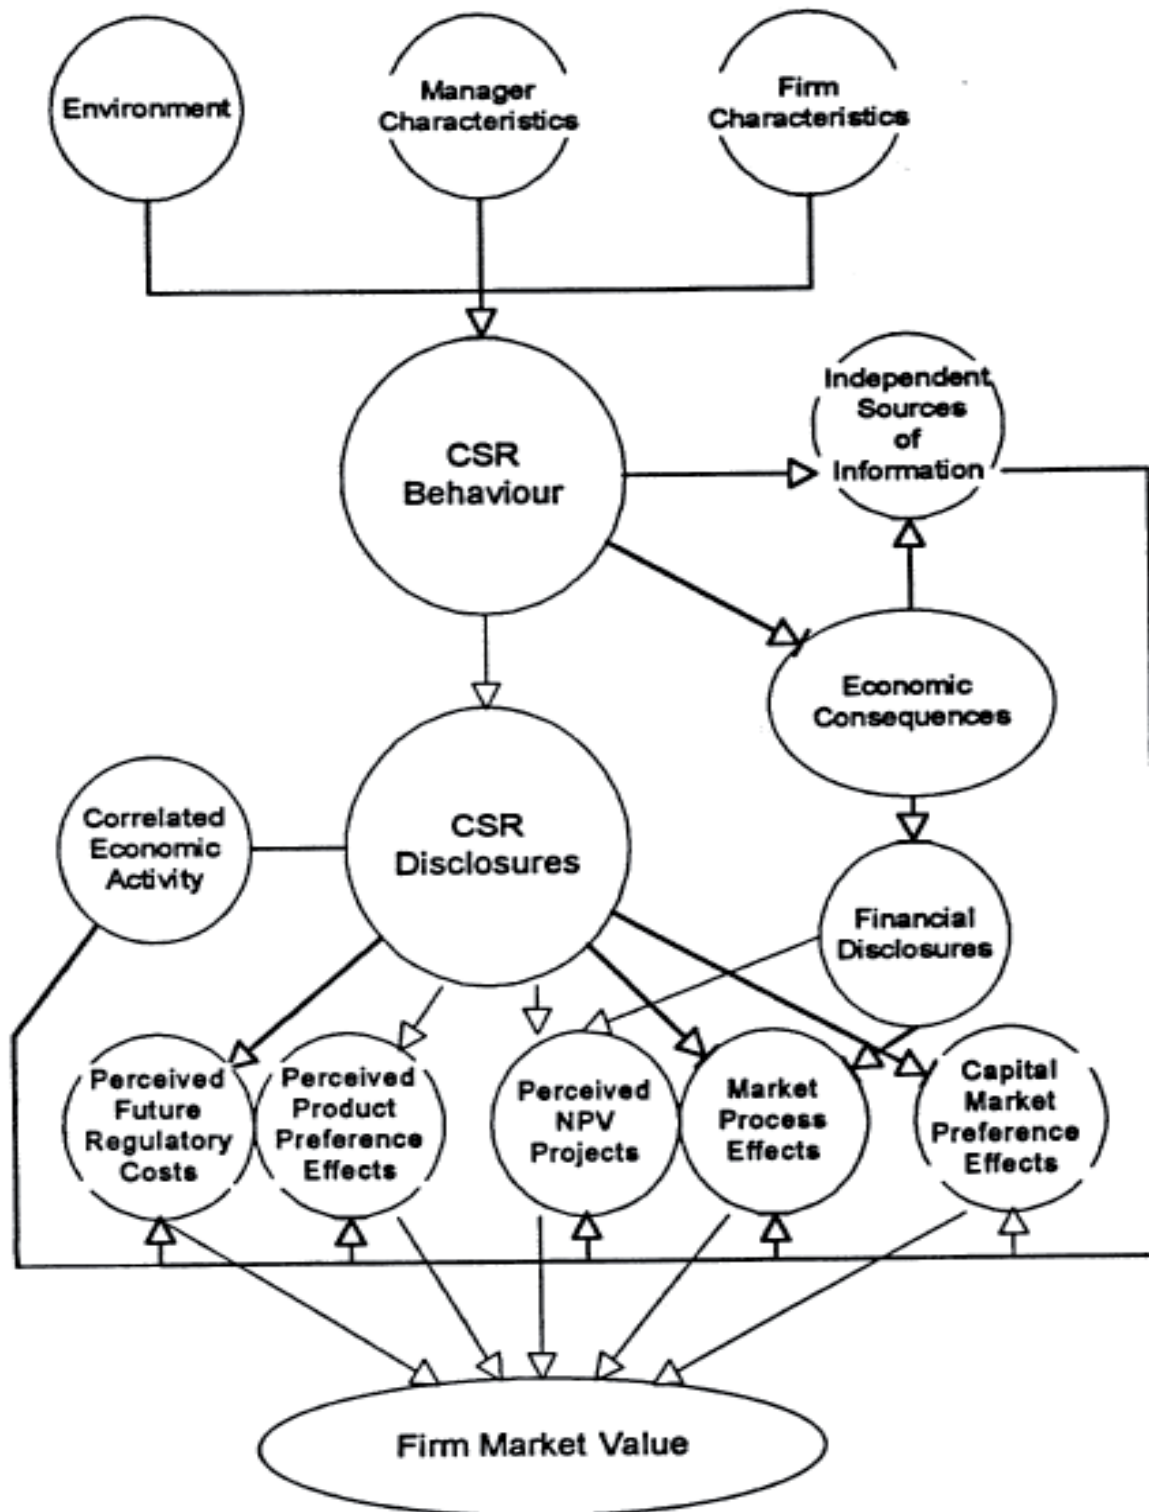 Environment
Manager
Characteristics
Firm
Characteristics
CSR
Behaviour
Independent
Sources
of
Information
Economic
Consequences
Correlated
Economic
Activity
CSR
Disclosures
Financial
Disclosures
Perceived
Future
Regulatory
Costs
Perceived
Product
Preference
Effects
Perceived
NPV
Projects
Market
Process
Effects
Capital
Market
Preference
Effects
Firm Market Value